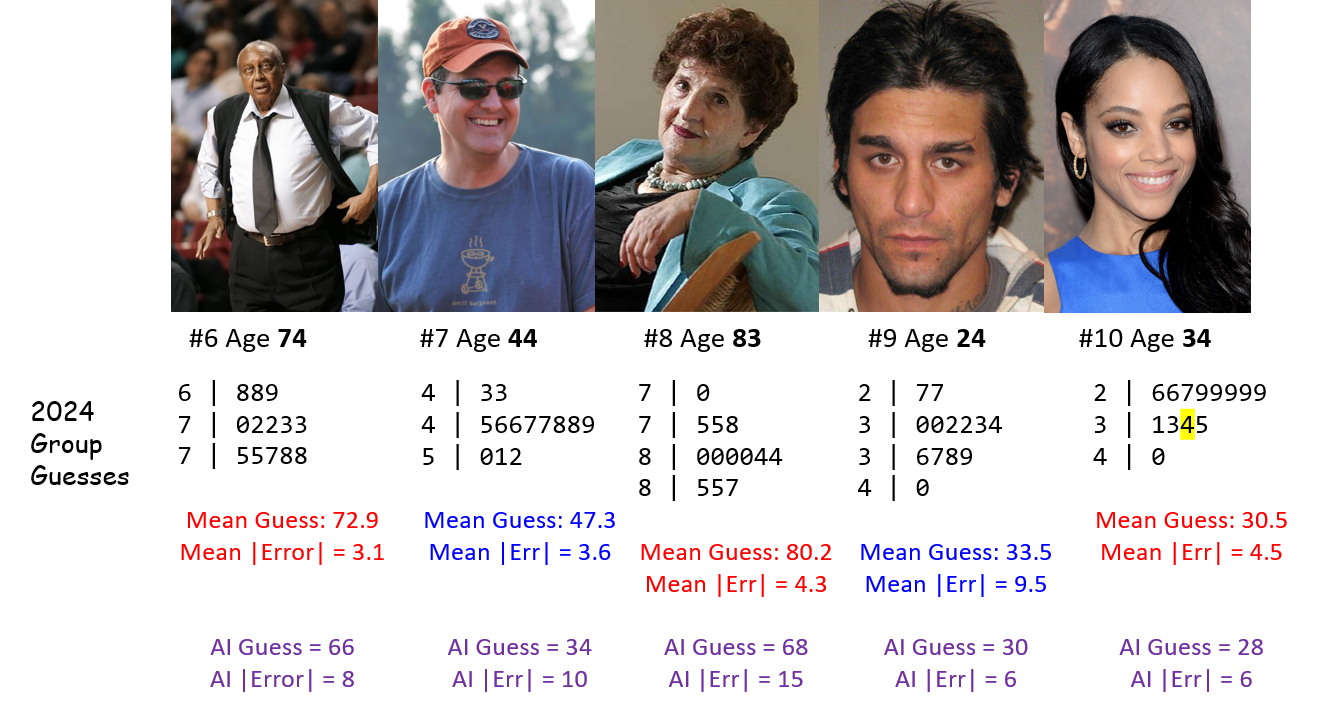 Grill Sergeant
#6 Age 74
#7 Age 44
#8 Age 83
#9 Age 24
#10 Age 34
2024
Group
Guesses
6 | 889
7 | 02233
7 | 55788
4 | 33
4 | 56677889
5 | 012
7 | 0
7 | 558
8 | 000044
8 | 557
2 | 77
3 | 002234
3 | 6789
4 | 0
2 | 66799999
3 | 1345
4 | 0
Mean Guess: 72.9
Mean |Error| = 3.1
Mean Guess: 47.3
Mean |Err| = 3.6
Mean Guess: 80.2
Mean |Err| = 4.3
Mean Guess: 33.5
Mean |Err| = 9.5
Mean Guess: 30.5
Mean |Err| = 4.5
AI Guess = 66
AI |Error| = 8
AI Guess = 34
AI |Err| = 10
AI Guess = 68
AI |Err| = 15
AI Guess = 30
AI |Err| = 6
AI Guess = 28
AI |Err| = 6